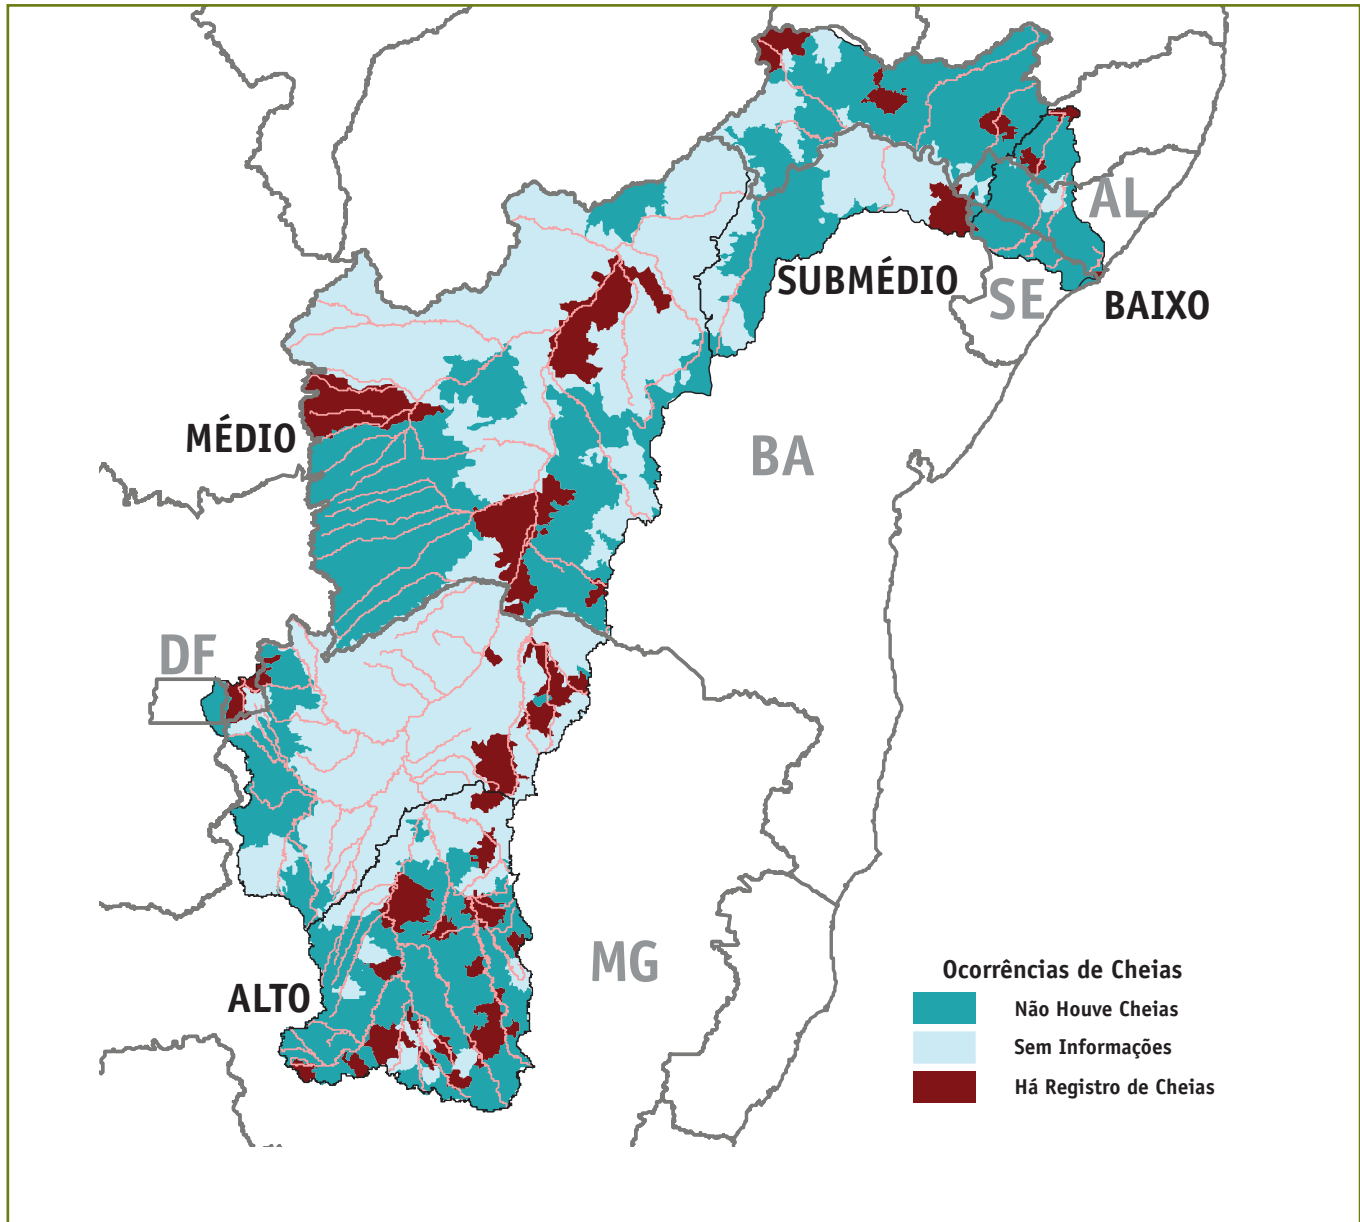 AL
SUBMÉDIO
SE
BAIXO
MÉDIO
BA
DF
MG
ALTO
Ocorrências de Cheias
Não Houve Cheias
Sem Informações
Há Registro de Cheias